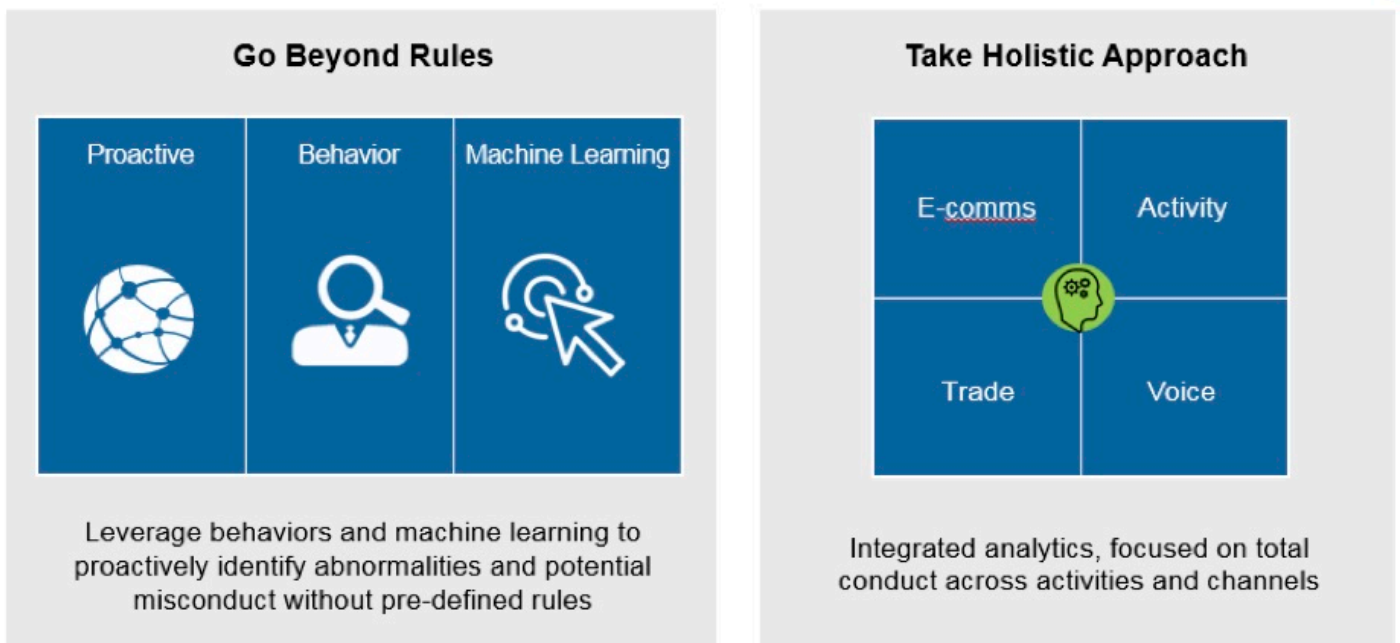 Go Beyond Rules
Proactive
Behavior
Machine Learning
Leverage behaviors and machine learning to
proactively identify abnormalities and potential
misconduct without pre-defined rules
Take Holistic Approach
E-comms
Activity
Trade
Voice
Integrated analytics, focused on total
conduct across activities and channels